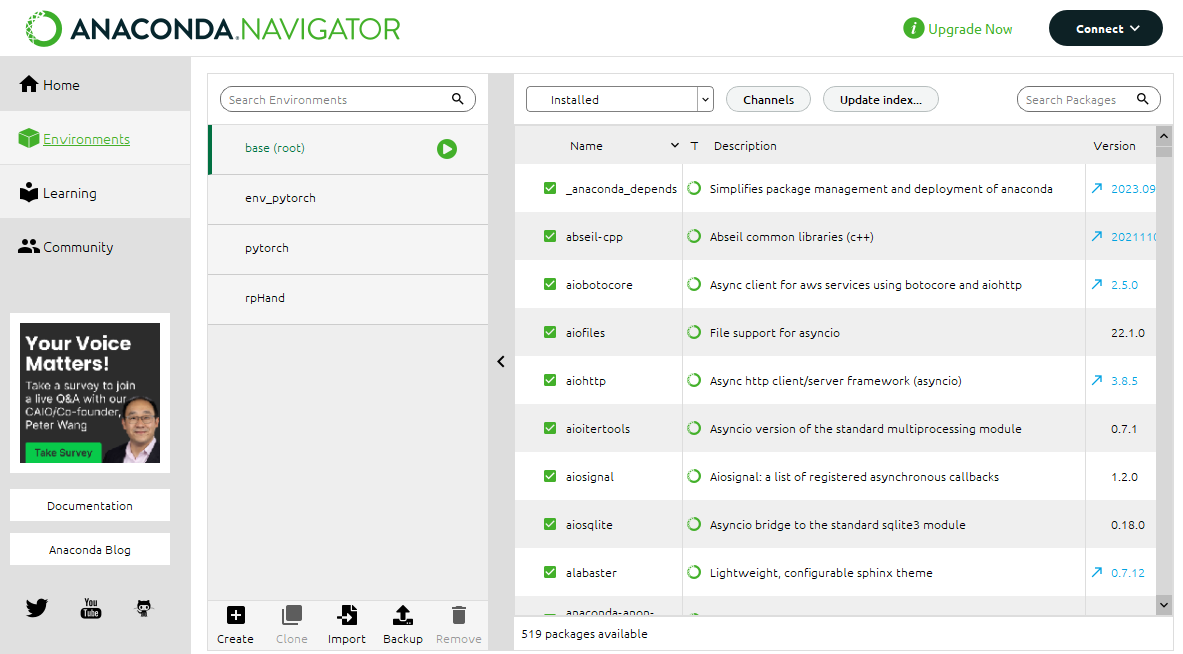 ANACONDA.NAVIGATOR
Upgrade Now
Connect
Home
Environments
Learning
Community
Your Voice
Matters!
Take a survey to join
a live Q&A with our
CAIO/Co-founder,
Peter Wang
Take Survey
Documentation
Anaconda Blog
You
Tube
Search Environments
base (root)
env_pytorch
pytorch
rpHand
Create
Clone
Import
Backup
Remove
Installed
Channels
Update index...
Search Packages
Name T Description Version
_anaconda_depends Simplifies package management and deployment of anaconda 2023.09
abseil-cpp Abseil common libraries (c++) 2021110
aiobotocore Async client for aws services using botocore and aiohttp 2.5.0
aiofiles File support for asyncio 22.1.0
aiohttp Async http client/server framework (asyncio) 3.8.5
aioitertools Asyncio version of the standard multiprocessing module 0.7.1
aiosignal Aiosignal: a list of registered asynchronous callbacks 1.2.0
aiosqlite Asyncio bridge to the standard sqlite3 module 0.18.0
alabaster Lightweight, configurable sphinx theme 0.7.12
anaconda-anon-
519 packages available